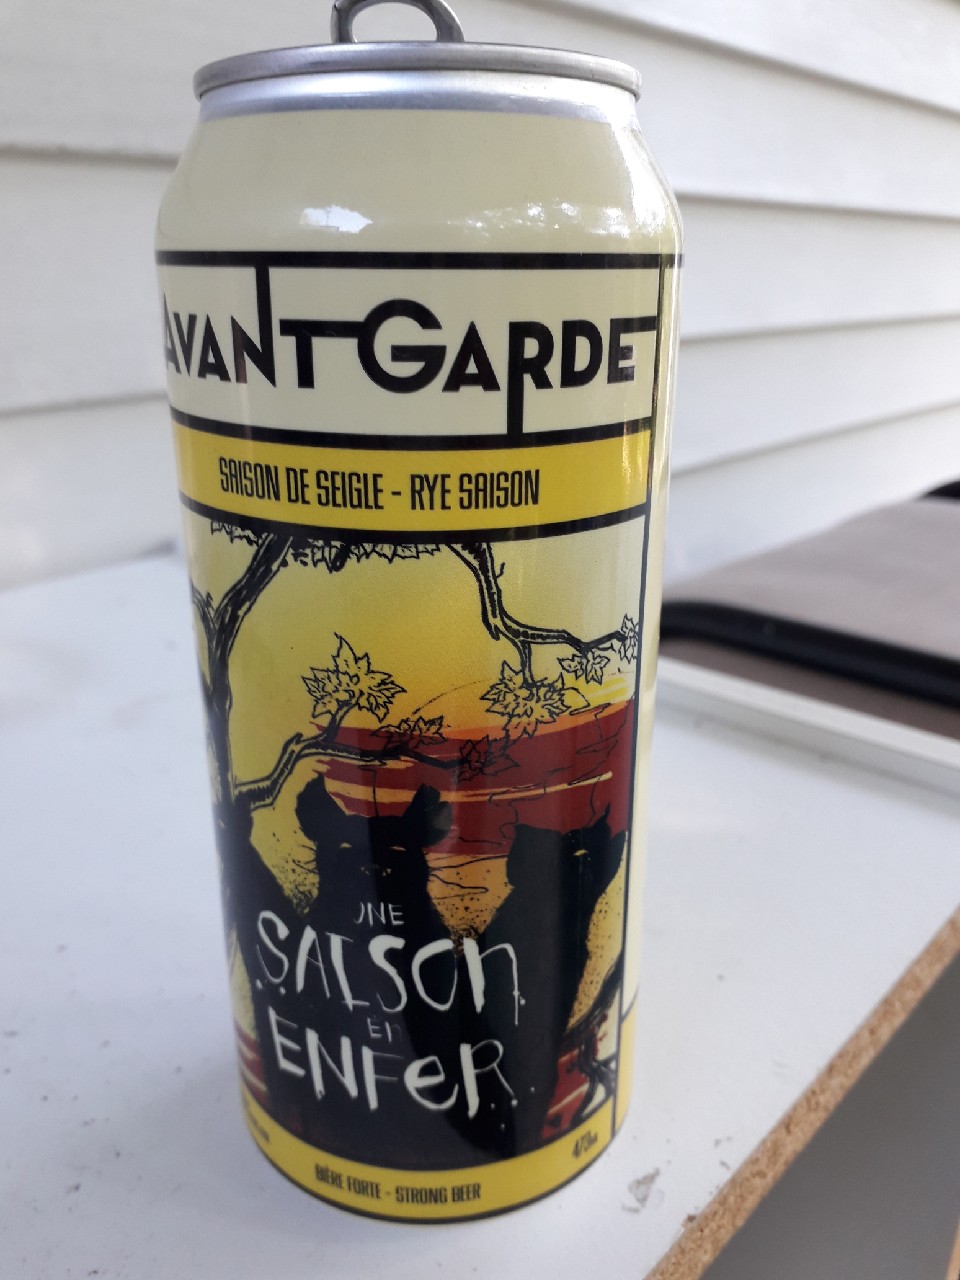 AVANT GARDE
SAISON DE SEIGLE - RYE SAISON
UNE
SAISON
EN
ENFER
473ml
BIÈRE FORTE - STRONG BEER